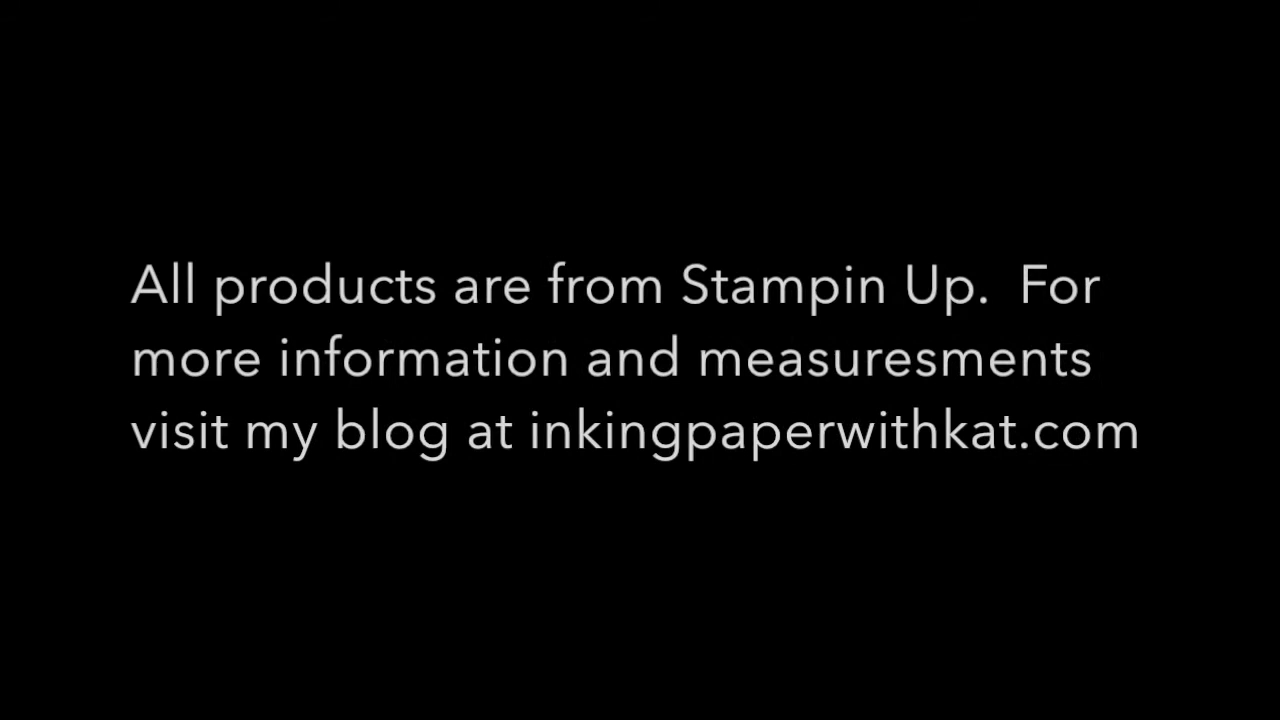 All products are from Stampin Up.  For
more information and measuresments
visit my blog at inkingpaperwithkat.com